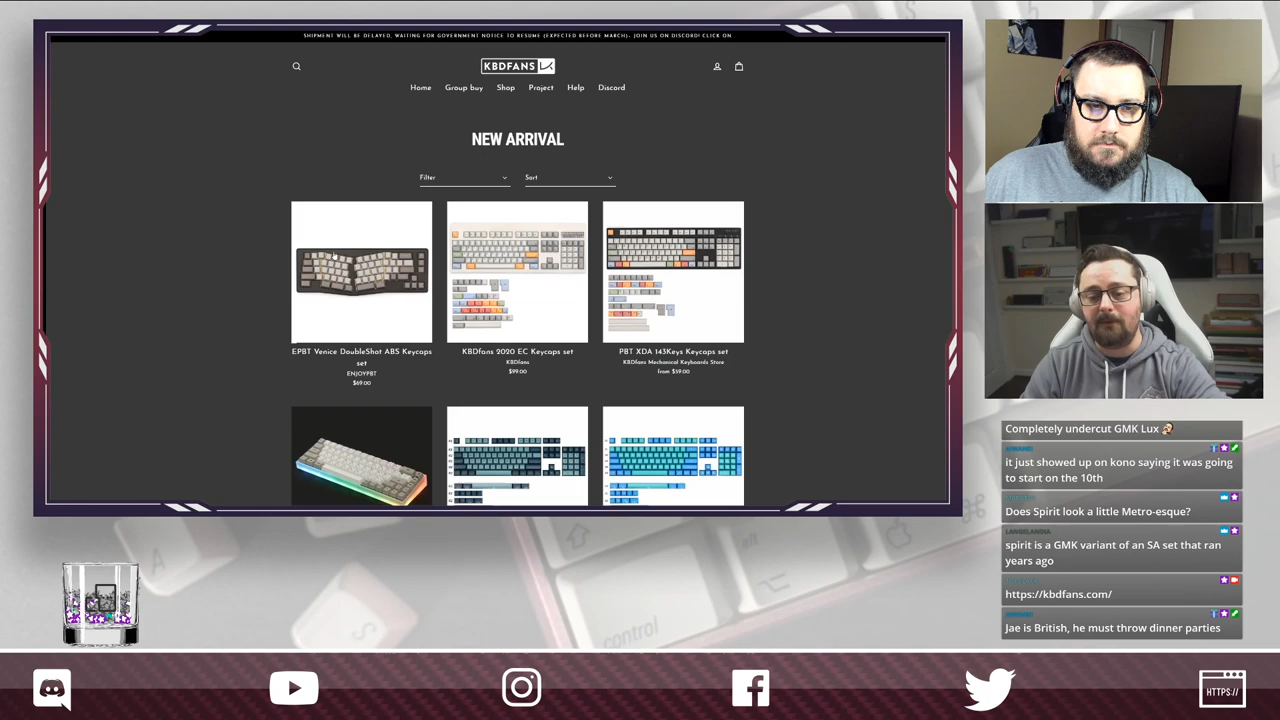 SHIPMENT WILL BE DELAYED, WAITING FOR GOVERNMENT NOTICE TO RESUME (EXPECTED BEFORE MARCH)- JOIN US ON DISCORD! CLICK ON
KBDFANS
Home Group buy Shop Project Help Discord
NEW ARRIVAL
Filter Sort
EPBT Venice DoubleShot ABS Keycaps set
ENJOYPBT
$69.00
KBDfans 2020 EC Keycaps set
KBDfans
$99.00
PBT XDA 143Keys Keycaps set
KBDfans Mechanical Keyboards Store
from $59.00
Completely undercut GMK Lux
it just showed up on kono saying it was going
to start on the 10th
Does Spirit look a little Metro-esque?
LANGELANDIA
spirit is a GMK variant of an SA set that ran
years ago
https://kbdfans.com/
Jae is British, he must throw dinner parties
control
HTTPS://